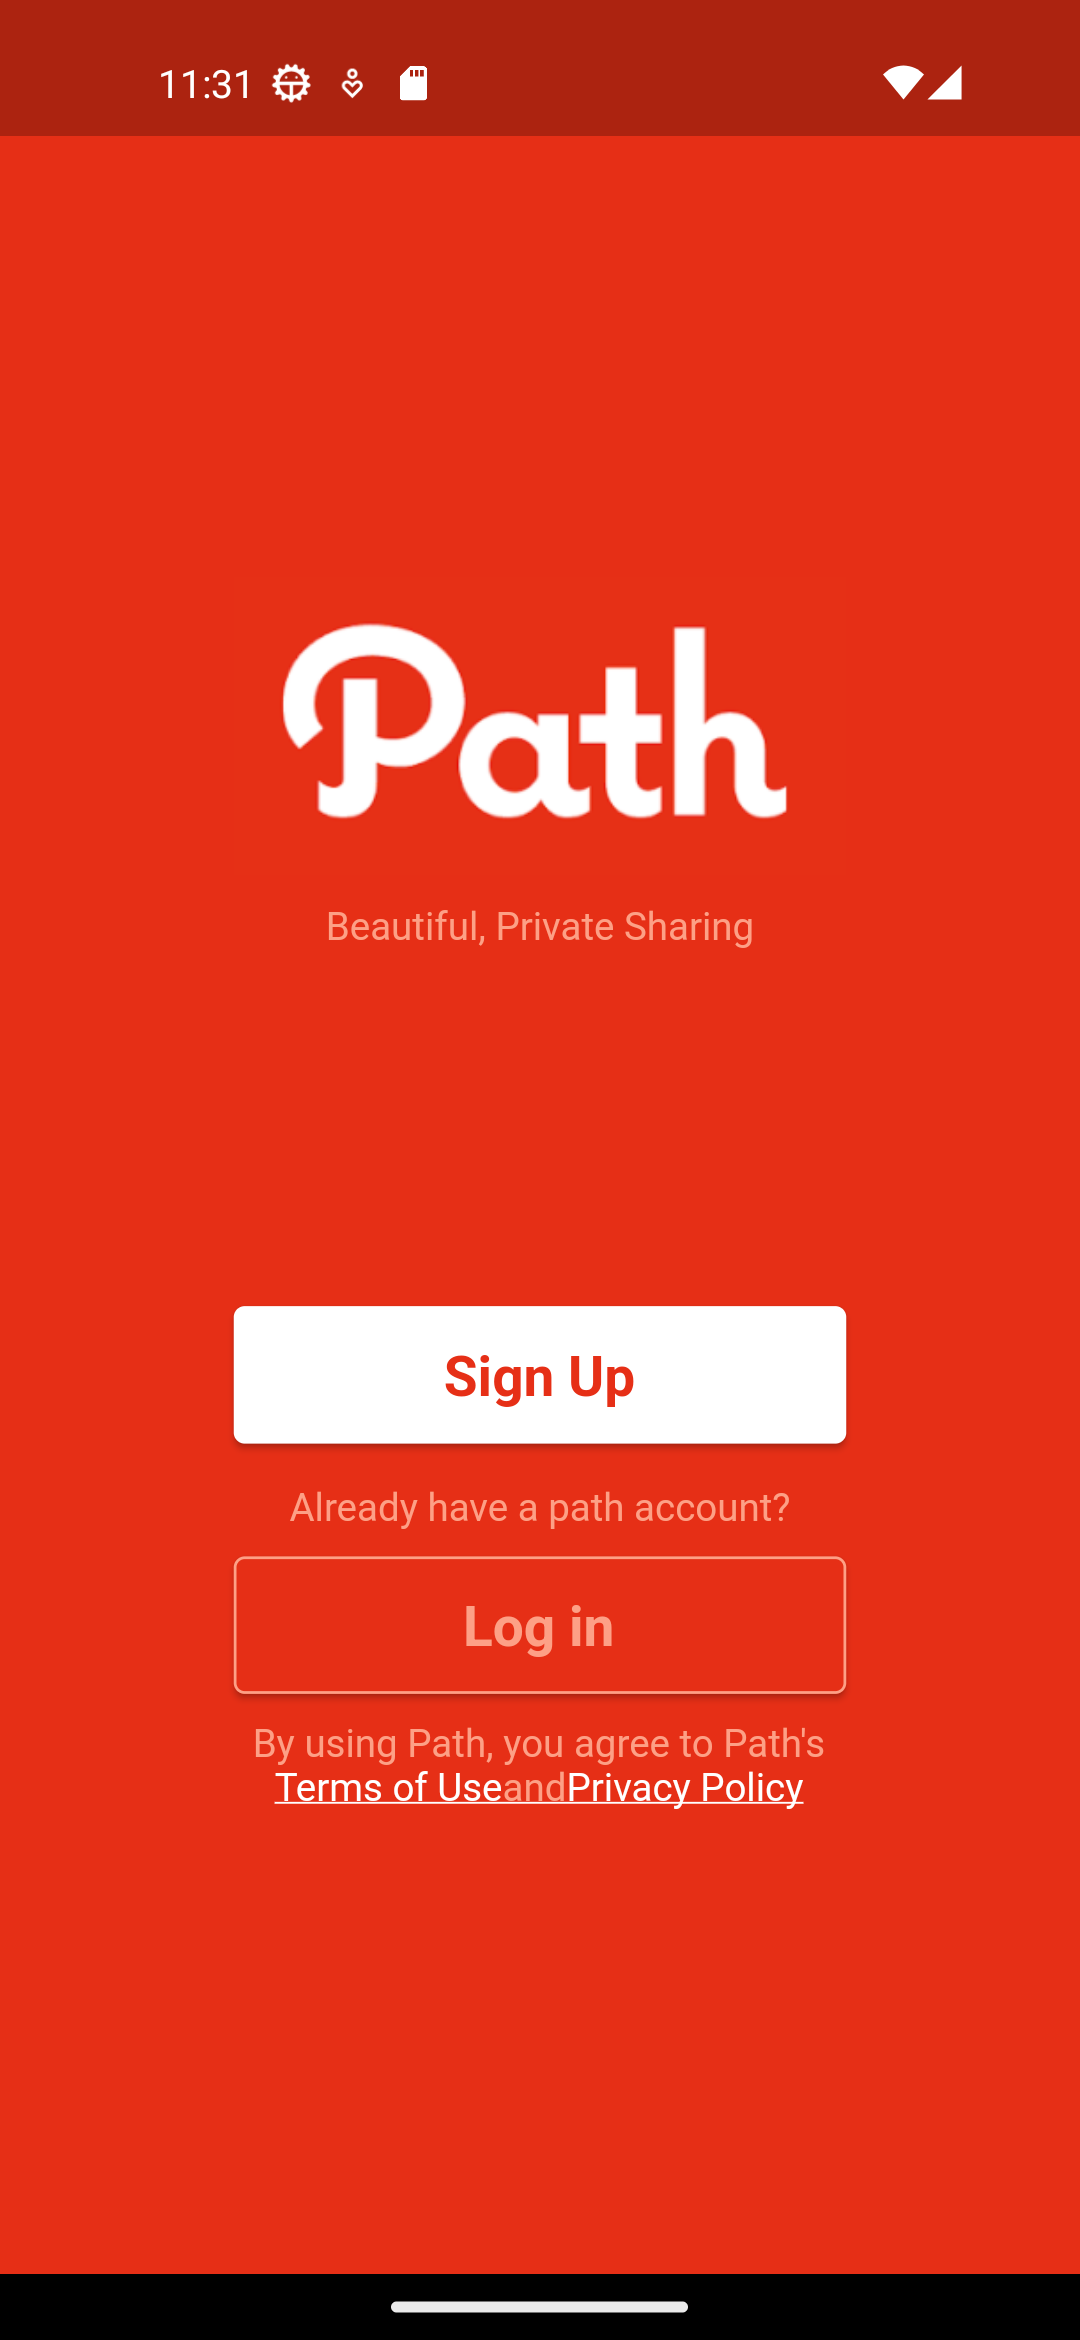 11:31
Path
Beautiful, Private Sharing
Sign Up
Already have a path account?
Log in
By using Path, you agree to Path's
Terms of UseandPrivacy Policy